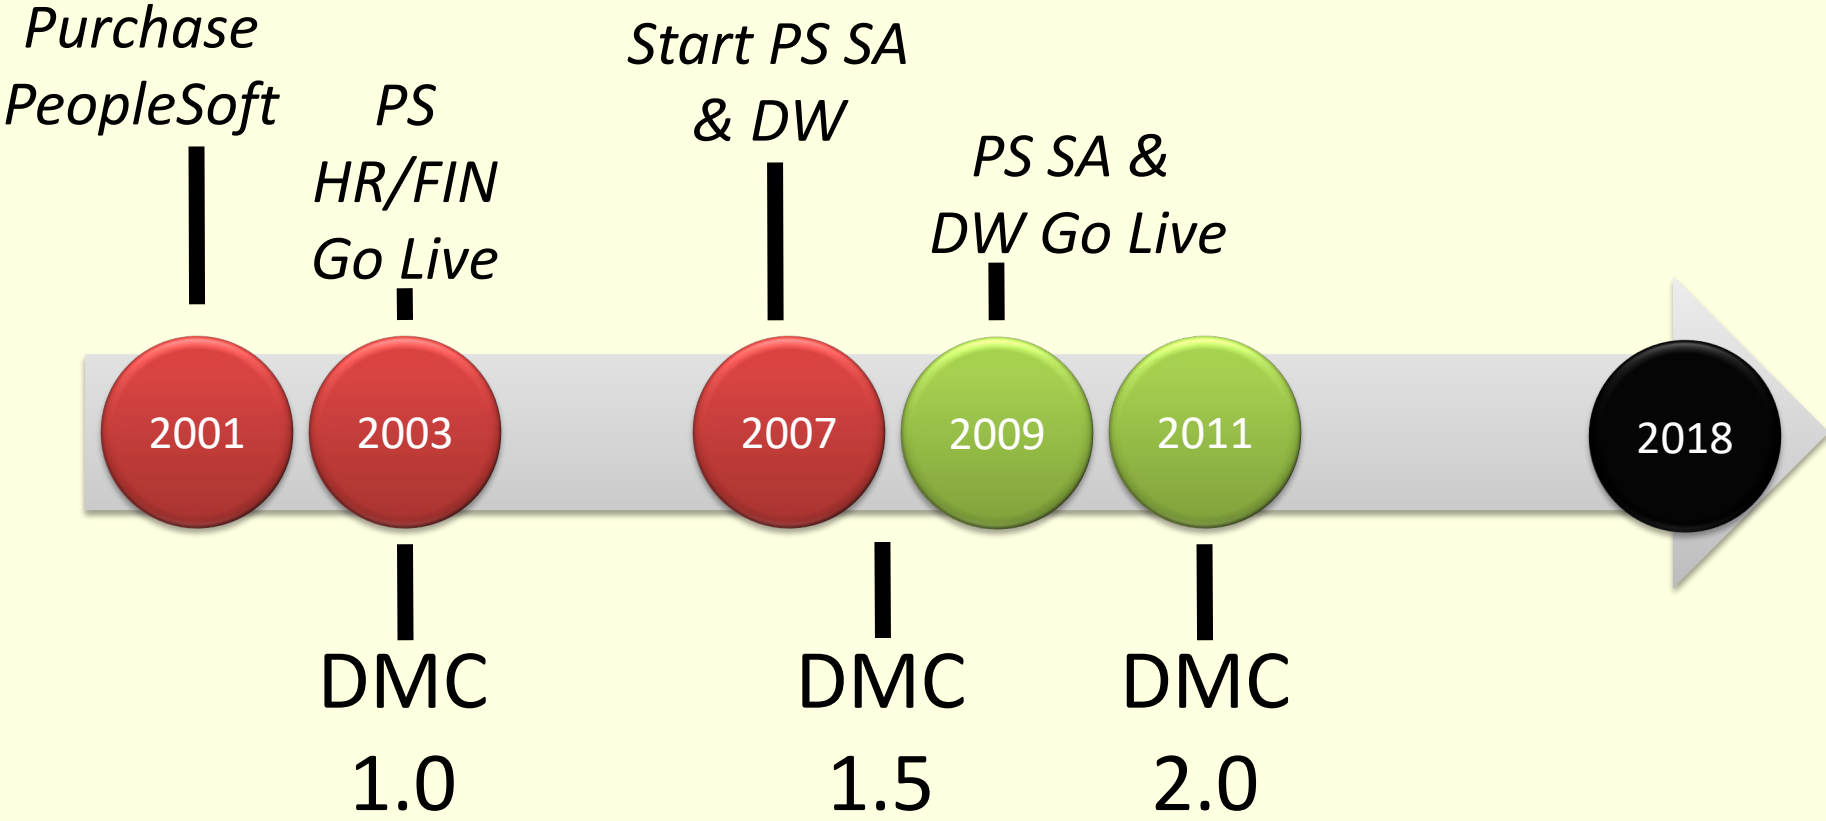 Purchase
PeopleSoft
PS
HR/FIN
Go Live
Start PS SA
& DW
PS SA &
DW Go Live
2001
2003
2007
2009
2011
2018
DMC
1.0
DMC
1.5
DMC
2.0